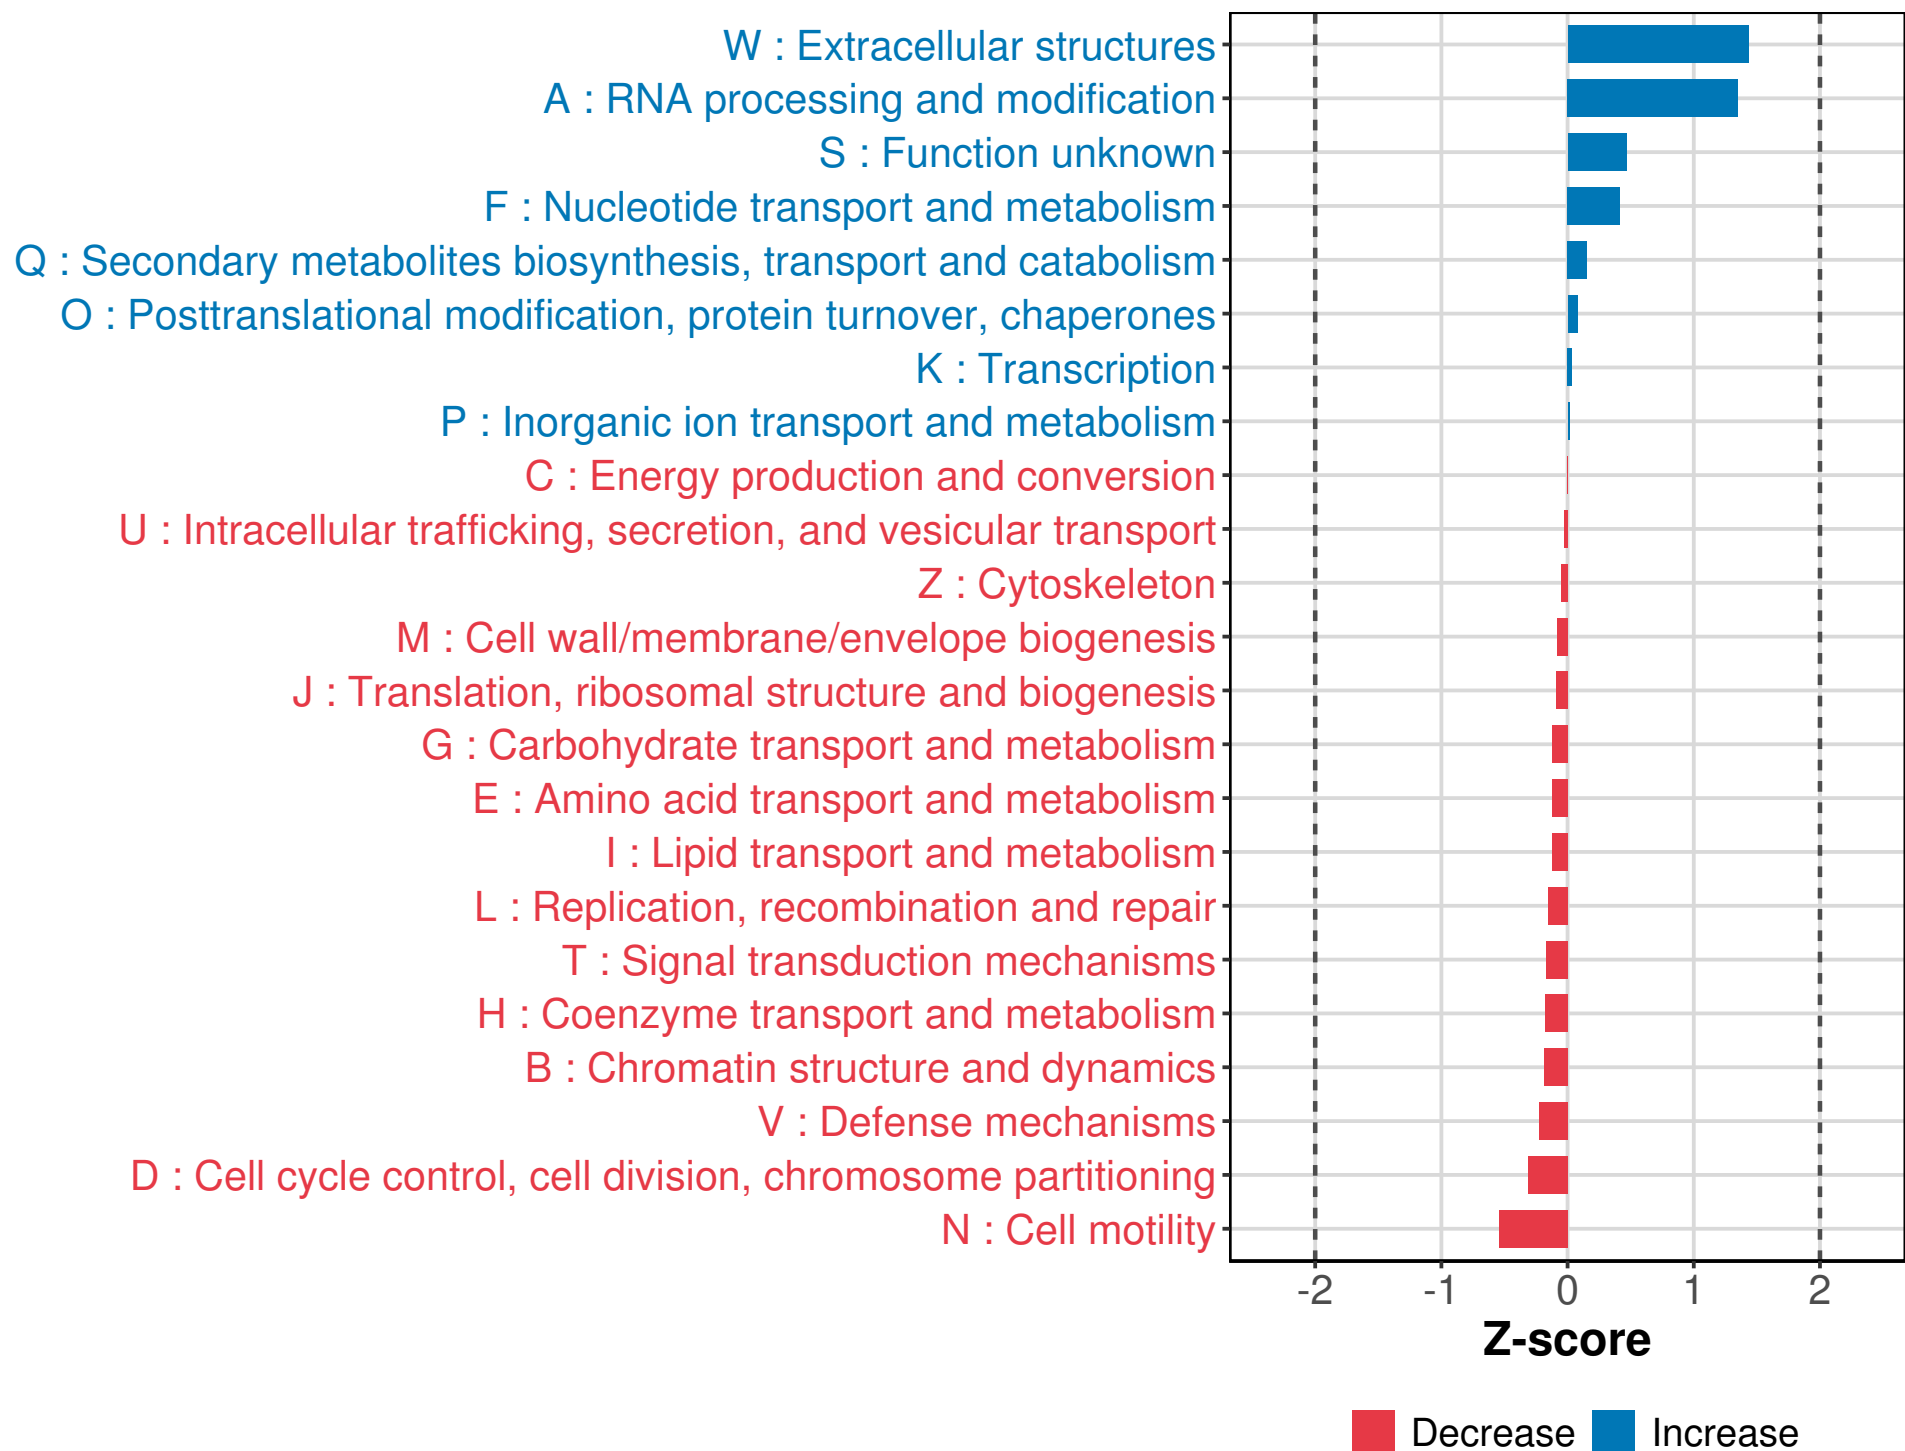 W : Extracellular structures
A : RNA processing and modification
S : Function unknown
F : Nucleotide transport and metabolism
Q : Secondary metabolites biosynthesis, transport and catabolism
O : Posttranslational modification, protein turnover, chaperones
K : Transcription
P : Inorganic ion transport and metabolism
C : Energy production and conversion
U : Intracellular trafficking, secretion, and vesicular transport
Z : Cytoskeleton
M : Cell wall/membrane/envelope biogenesis
J : Translation, ribosomal structure and biogenesis
G : Carbohydrate transport and metabolism
E : Amino acid transport and metabolism
I : Lipid transport and metabolism
L : Replication, recombination and repair
T : Signal transduction mechanisms
H : Coenzyme transport and metabolism
B : Chromatin structure and dynamics
V : Defense mechanisms
D : Cell cycle control, cell division, chromosome partitioning
N : Cell motility
-2 -1 0 1 2
Z-score
Decrease Increase